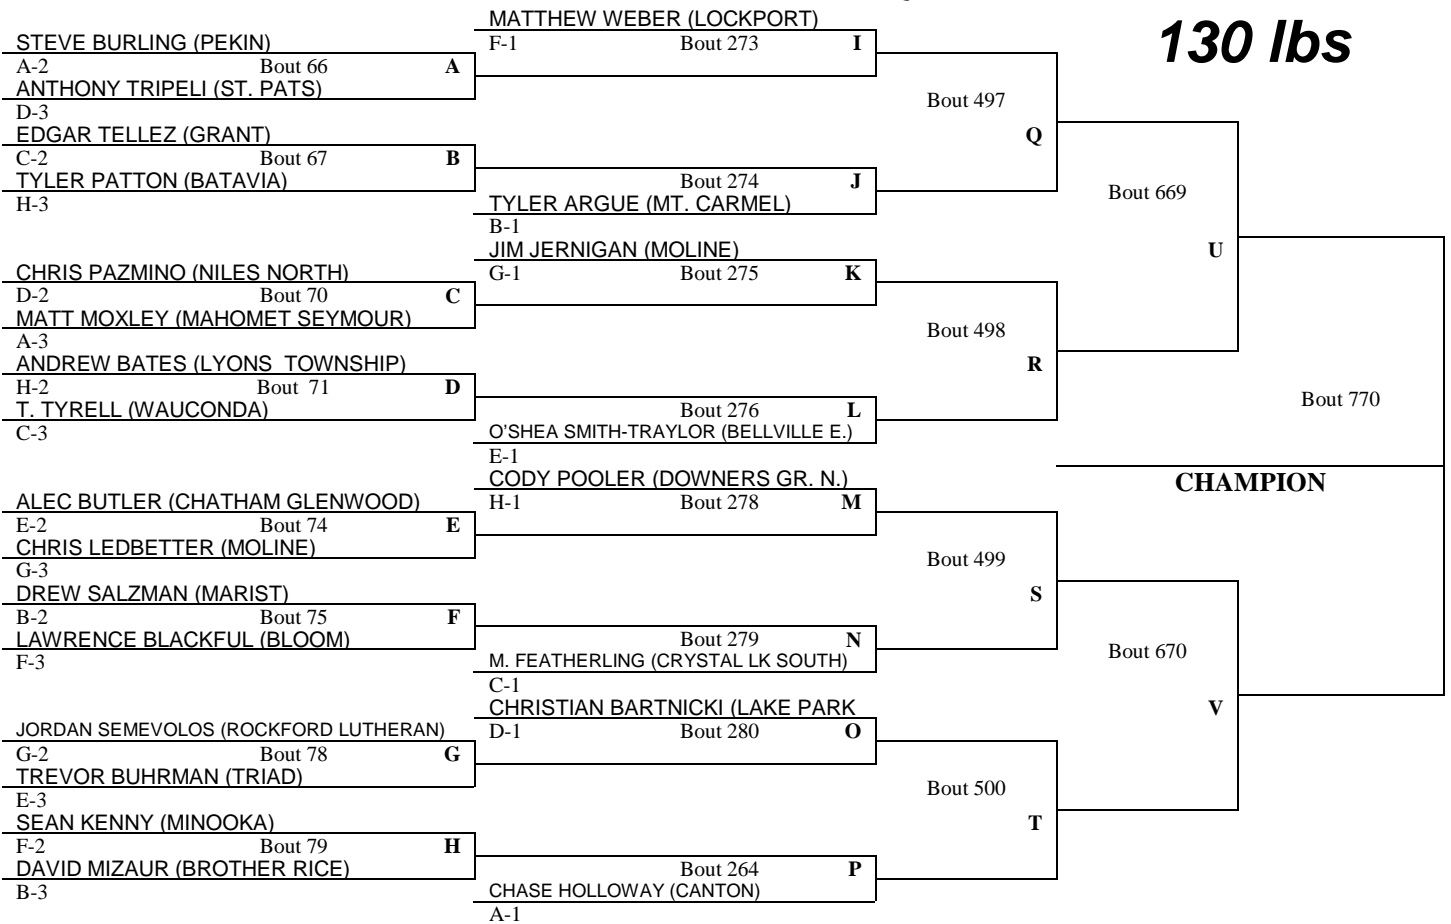 MATTHEW WEBER (LOCKPORT)
130 lbs
STEVE BURLING (PEKIN)
F-1 Bout 273 I
A-2 Bout 66 A
ANTHONY TRIPELI (ST. PATS)
Bout 497
D-3
EDGAR TELLEZ (GRANT)
Q
C-2 Bout 67 B
TYLER PATTON (BATAVIA)
Bout 274 J
Bout 669
H-3
TYLER ARGUE (MT. CARMEL)
B-1
JIM JERNIGAN (MOLINE)
U
CHRIS PAZMINO (NILES NORTH)
G-1 Bout 275 K
D-2 Bout 70 C
MATT MOXLEY (MAHOMET SEYMOUR)
Bout 498
A-3
ANDREW BATES (LYONS TOWNSHIP)
R
H-2 Bout 71 D
Bout 770
T. TYRELL (WAUCONDA)
Bout 276 L
C-3
O'SHEA SMITH-TRAYLOR (BELLVILLE E.)
E-1
CODY POOLER (DOWNERS GR. N.)
CHAMPION
ALEC BUTLER (CHATHAM GLENWOOD)
H-1 Bout 278 M
E-2 Bout 74 E
CHRIS LEDBETTER (MOLINE)
Bout 499
G-3
DREW SALZMAN (MARIST)
S
B-2 Bout 75 F
LAWRENCE BLACKFUL (BLOOM)
Bout 279 N
Bout 670
F-3
M. FEATHERLING (CRYSTAL LK SOUTH)
C-1
CHRISTIAN BARTNICKI (LAKE PARK
V
JORDAN SEMEVOLOS (ROCKFORD LUTHERAN)
D-1 Bout 280 O
G-2 Bout 78 G
TREVOR BUHRMAN (TRIAD)
Bout 500
E-3
SEAN KENNY (MINOOKA)
T
F-2 Bout 79 H
DAVID MIZAUR (BROTHER RICE)
Bout 264 P
B-3
CHASE HOLLOWAY (CANTON)
A-1